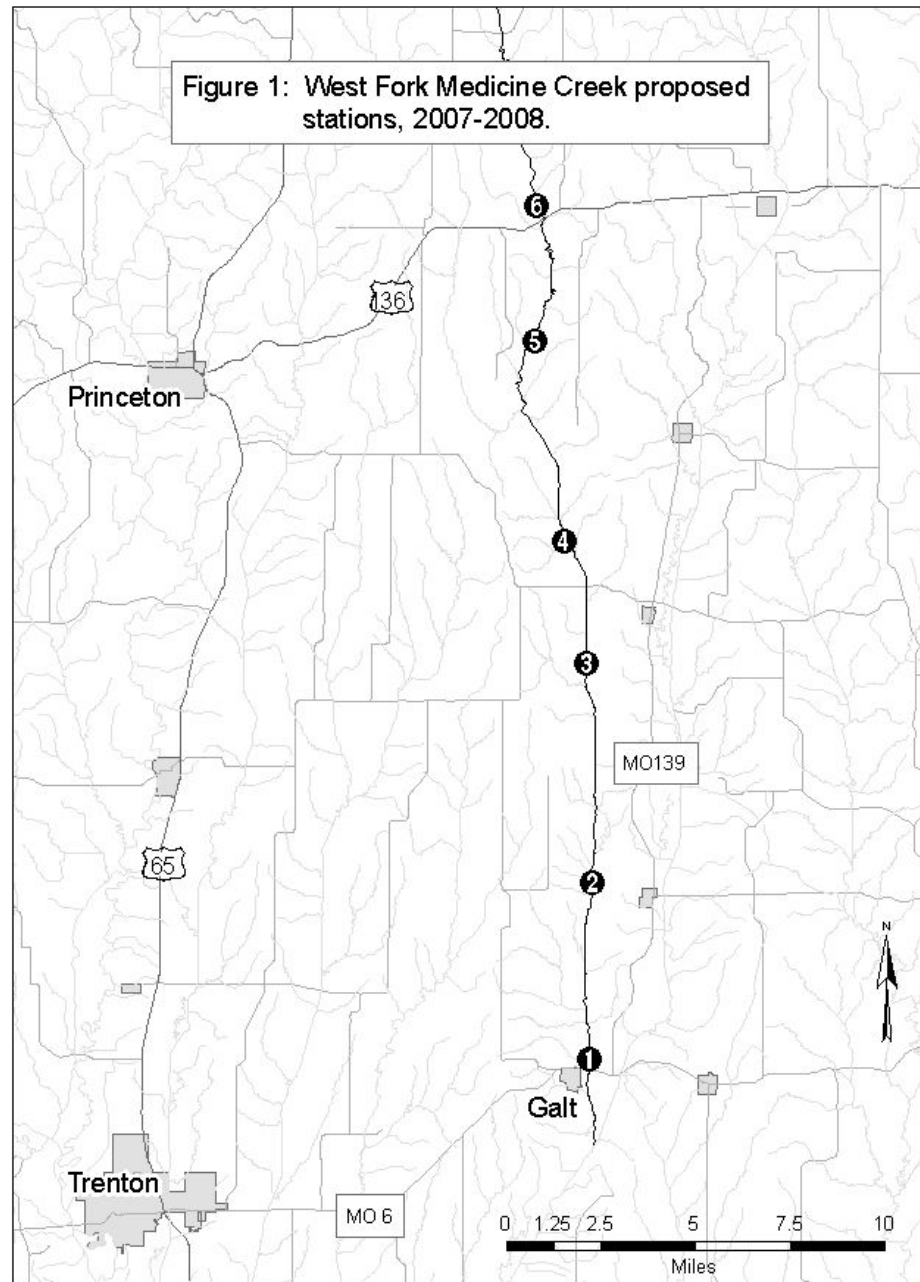 Figure 1: West Fork Medicine Creek proposed
stations, 2007-2008.
6
136
5
Princeton
4
3
MO139
65
2
N
1
Galt
Trenton
MO 6
0 1.25 2.5 5 7.5 10
Miles